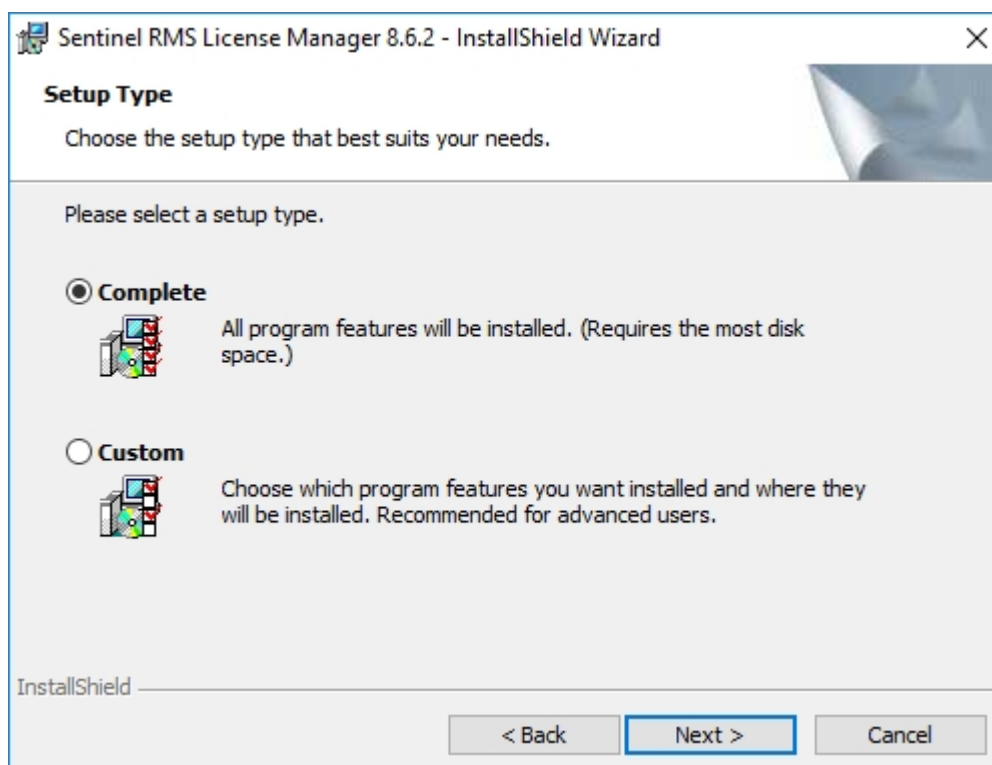 Sentinel RMS License Manager 8.6.2 - InstallShield Wizard
Setup Type
Choose the setup type that best suits your needs.
Please select a setup type.
Complete
All program features will be installed. (Requires the most disk
space.)
Custom
Choose which program features you want installed and where they
will be installed. Recommended for advanced users.
InstallShield
< Back Next > Cancel